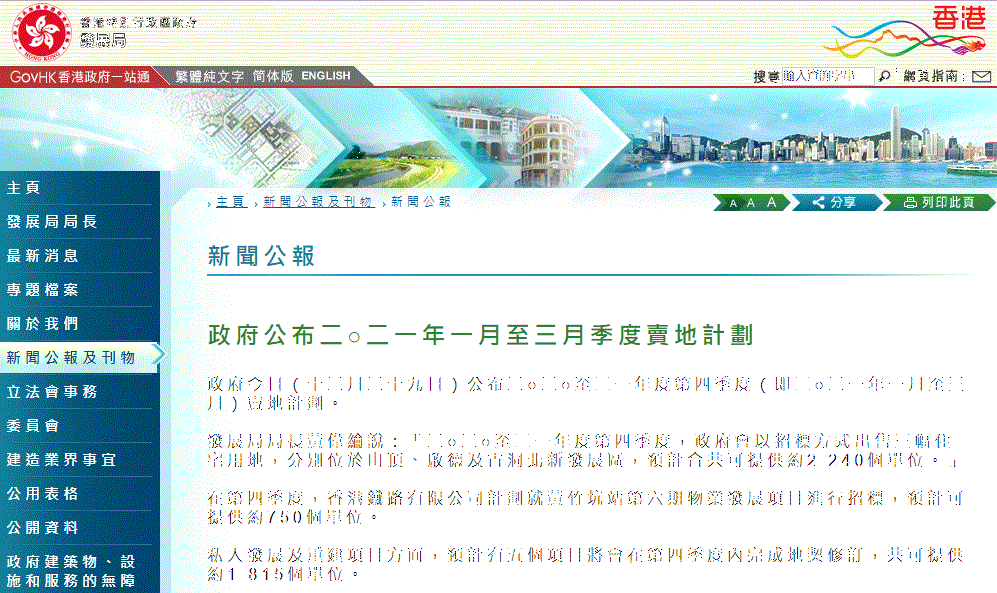 香港特別行政區政府
發展局
香港
GovHK香港政府一站通
繁體純文字 简体版 ENGLISH
搜尋 輸入查詢字串 網頁指南
主頁
發展局局長
最新消息
專題檔案
關於我們
新聞公報及刊物
立法會事務
委員會
建造業界事宜
公用表格
公開資料
政府建築物、設
施和服務的無障
主頁 新聞公報及刊物 新聞公報
A A A 分享 列印此頁
新聞公報
政府公布二○二一年一月至三月季度賣地計劃
政府今日（十二月二十九日）公布二○二○至二一年度第四季度（即二○二一年一月至三
月）賣地計劃。
發展局局長黃偉綸說：「二○二○至二一年度第四季度，政府會以招標方式出售三幅住
宅用地，分別位於山頂、啟德及古洞北新發展區，預計合共可提供約2 240個單位。」
在第四季度，香港鐵路有限公司計劃就黃竹坑站第六期物業發展項目進行招標，預計可
提供約750個單位。
私人發展及重建項目方面，預計有五個項目將會在第四季度內完成地契修訂，共可提供
約1 815個單位。